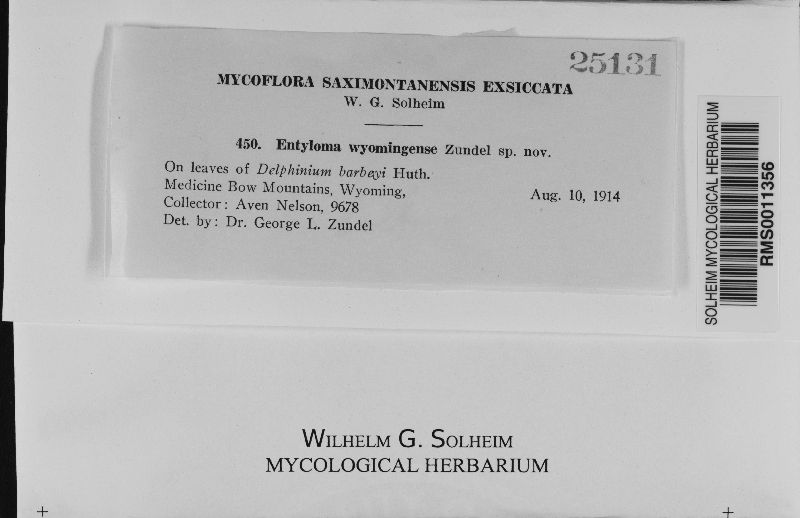 25131
MYCOFLORA SAXIMONTANENSIS EXSICCATA
W. G. Solheim
450. Entyloma wyomingense Zundel sp. nov.
On leaves of Delphinium barbeyi Huth.
Medicine Bow Mountains, Wyoming, Aug. 10, 1914
Collector: Aven Nelson, 9678
Det. by: Dr. George L. Zundel
SOLHEIM MYCOLOGICAL HERBARIUM
RMS0011356
WILHELM G. SOLHEIM
MYCOLOGICAL HERBARIUM